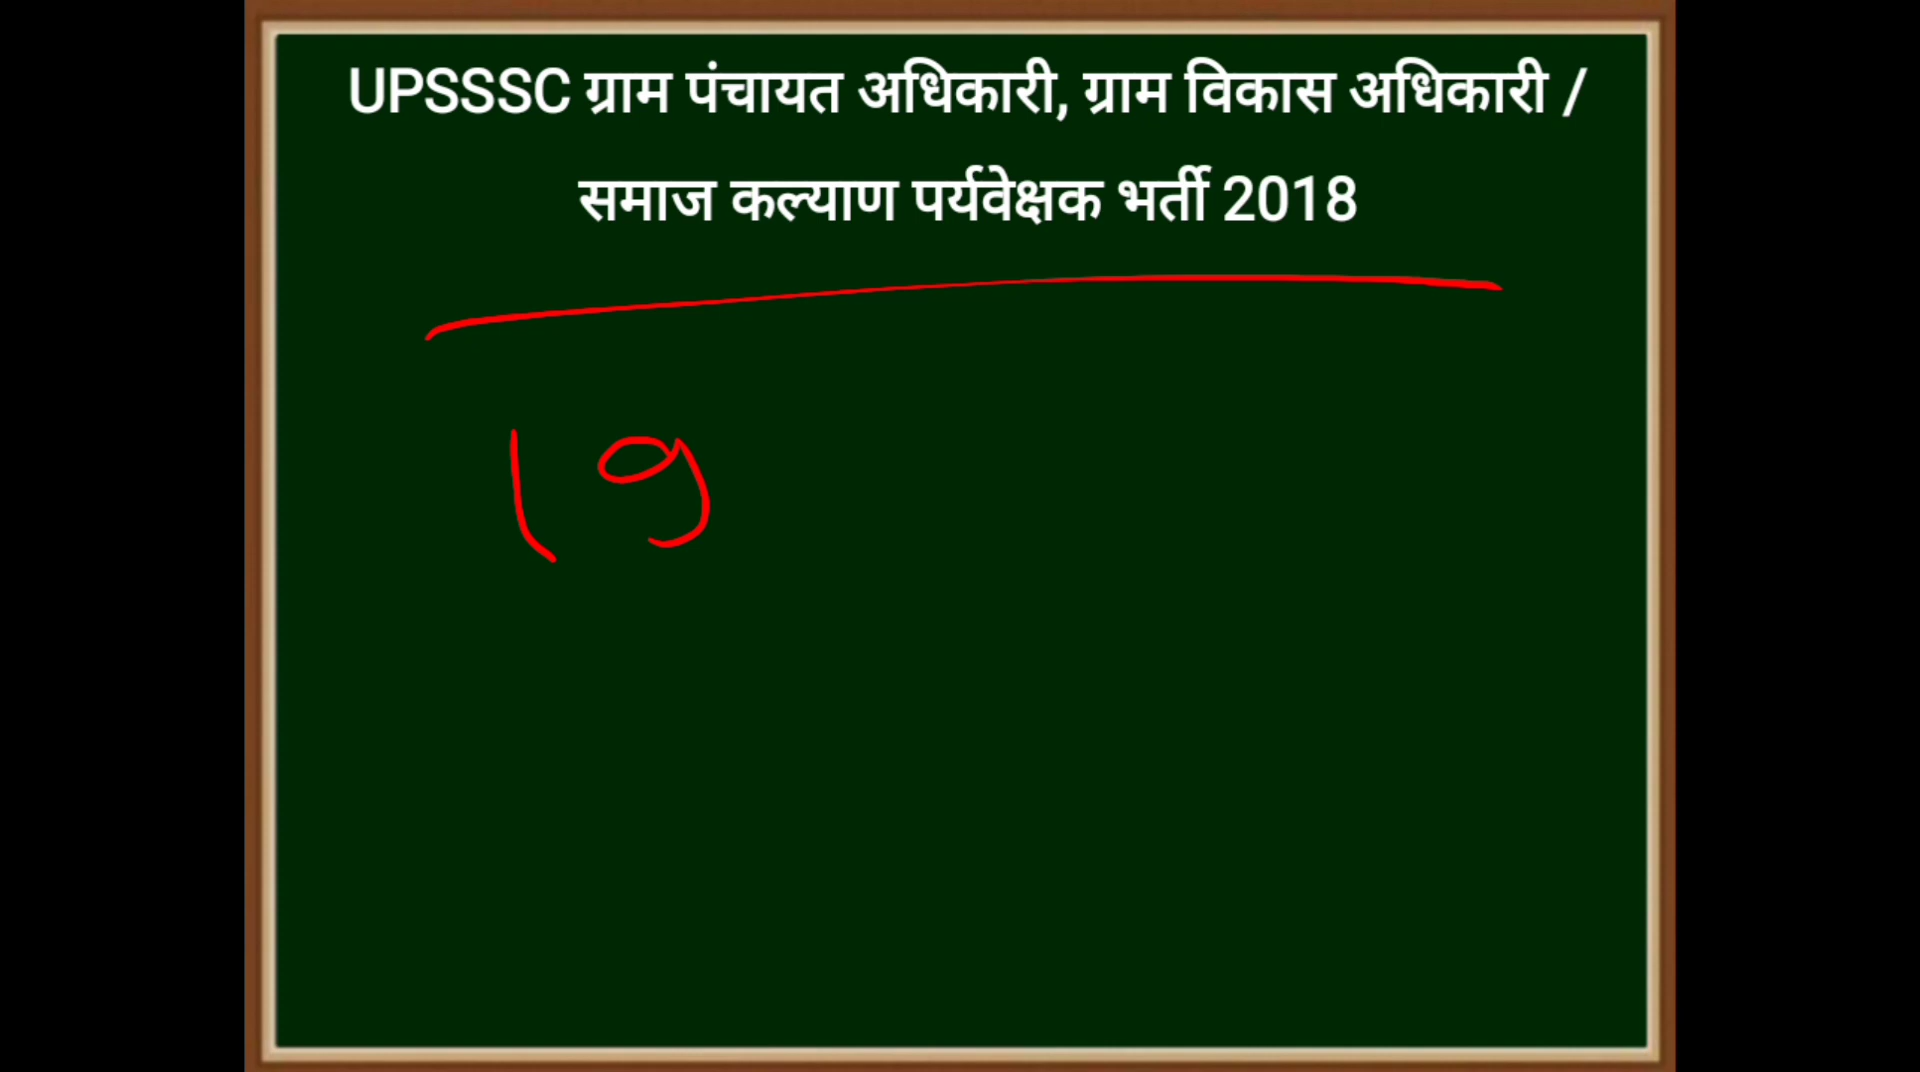 UPSSSC ग्राम पंचायत अधिकारी, ग्राम विकास अधिकारी /
समाज कल्याण पर्यवेक्षक भर्ती 2018
19